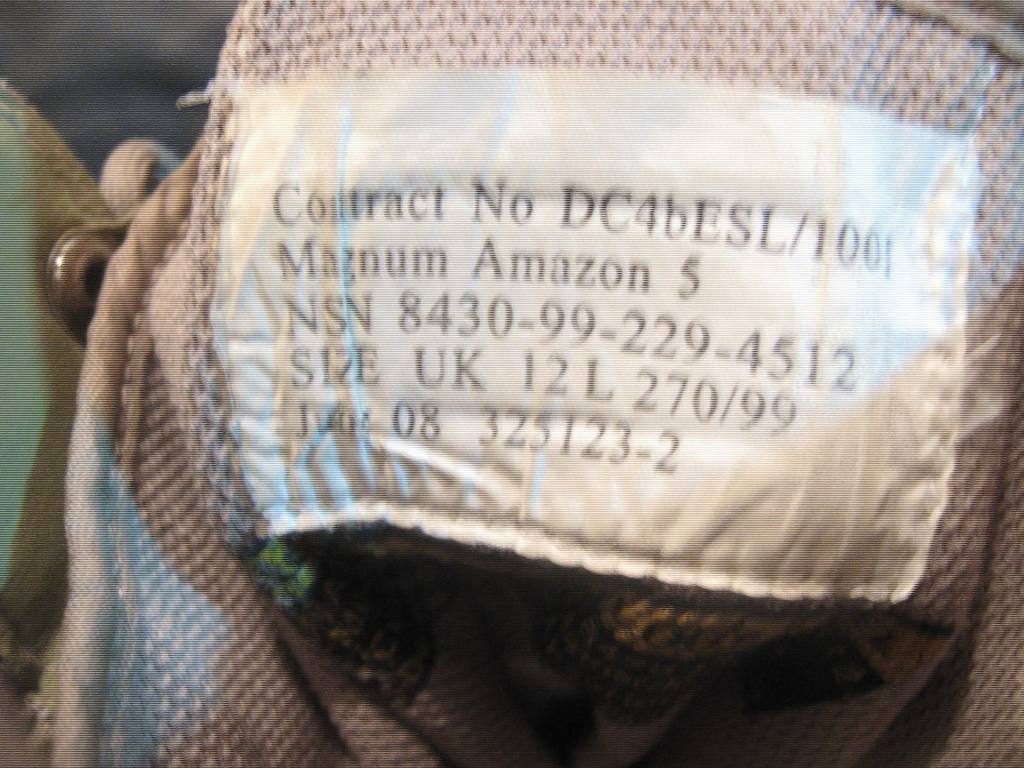 Contract No DC4bESL/100
Magnum Amazon 5
NSN 8430-99-229-4512
SIZE UK 12 L 270/99
08 325123-2